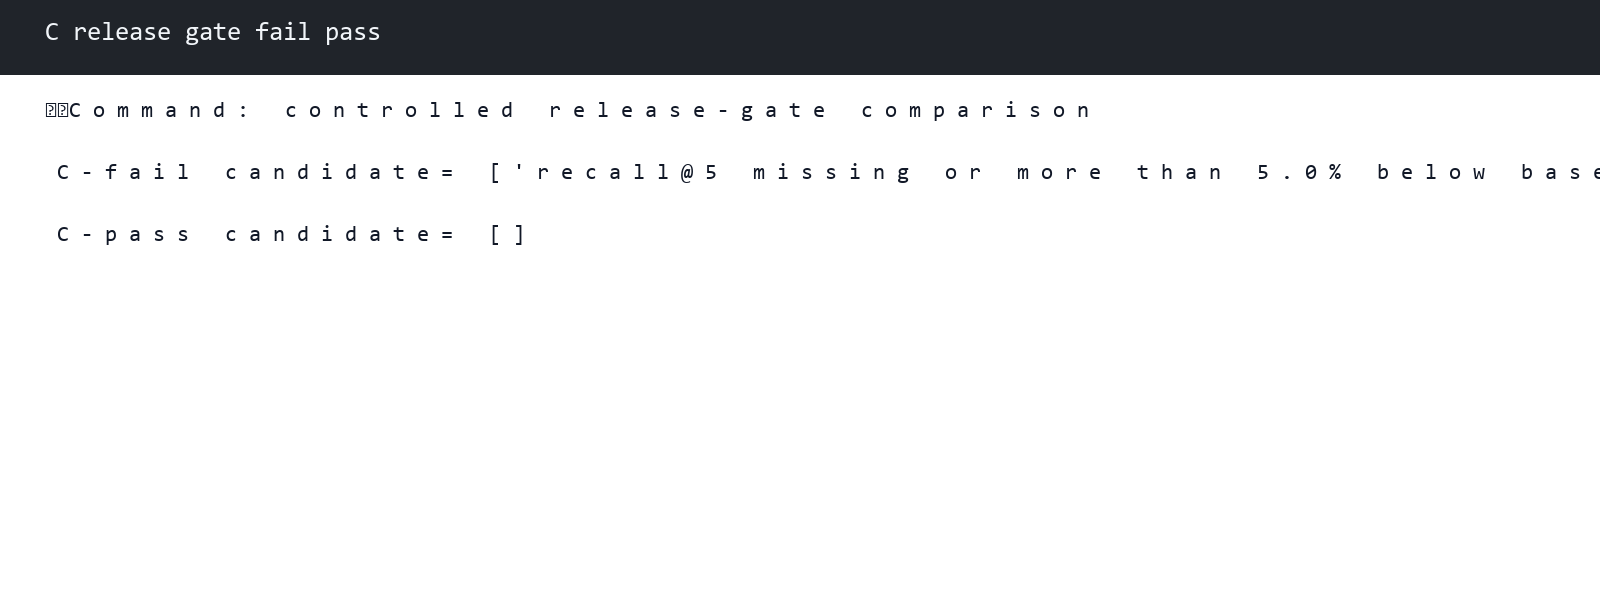 C release gate fail pass
Command: controlled release-gate comparison
C-fail candidate= ['recall@5 missing or more than 5.0% below base
C-pass candidate= []